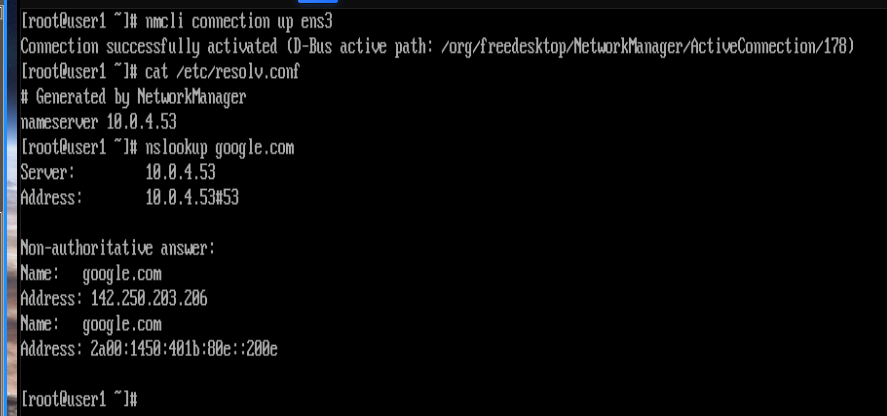 [root@user1 ~]# nmcli connection up ens3
Connection successfully activated (D-Bus active path: /org/freedesktop/NetworkManager/ActiveConnection/178)
[root@user1 ~]# cat /etc/resolv.conf
# Generated by NetworkManager
nameserver 10.0.4.53
[root@user1 ~]# nslookup google.com
Server:         10.0.4.53
Address:        10.0.4.53#53
Non-authoritative answer:
Name:   google.com
Address: 142.250.203.206
Name:   google.com
Address: 2a00:1450:401b:80e::200e
[root@user1 ~]#